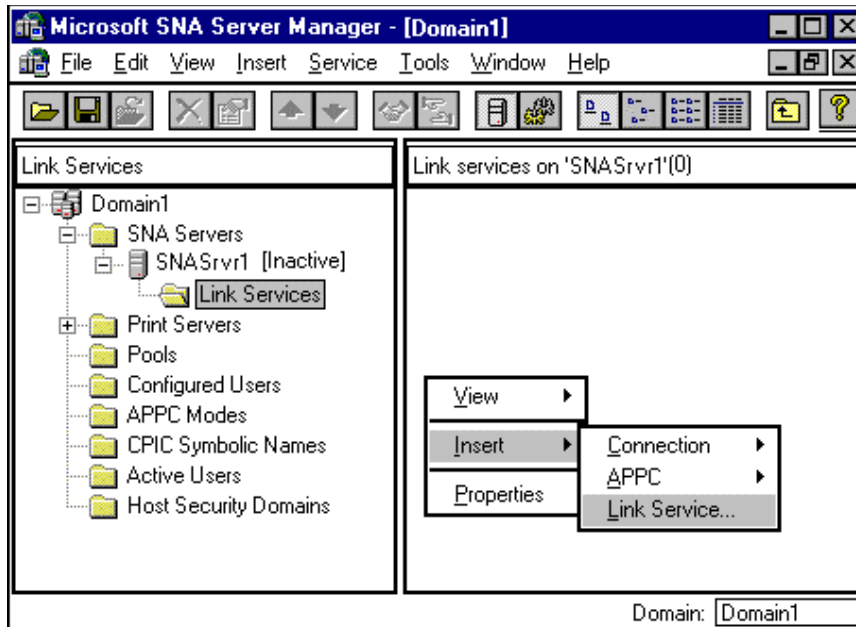 Microsoft SNA Server Manager - [Domain1]
File Edit View Insert Service Tools Window Help
Link Services
Link services on 'SNASrvr1'(0)
Domain1
SNA Servers
SNASrvr1 [Inactive]
Link Services
Print Servers
Pools
Configured Users
APPC Modes
CPIC Symbolic Names
Active Users
Host Security Domains
View
Insert
Properties
Connection
APPC
Link Service...
Domain: Domain1